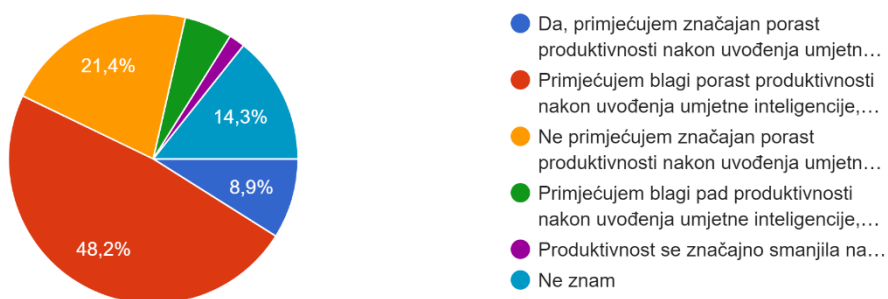 21,4%
14,3%
8,9%
48,2%
Da, primjećujem značajan porast
produktivnosti nakon uvođenja umjetn…
Primjećujem blagi porast produktivnosti
nakon uvođenja umjetne inteligencije,…
Ne primjećujem značajan porast
produktivnosti nakon uvođenja umjetn…
Primjećujem blagi pad produktivnosti
nakon uvođenja umjetne inteligencije,…
Produktivnost se značajno smanjila na…
Ne znam